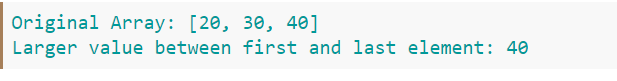 Original Array: [20, 30, 40]
Larger value between first and last element: 40